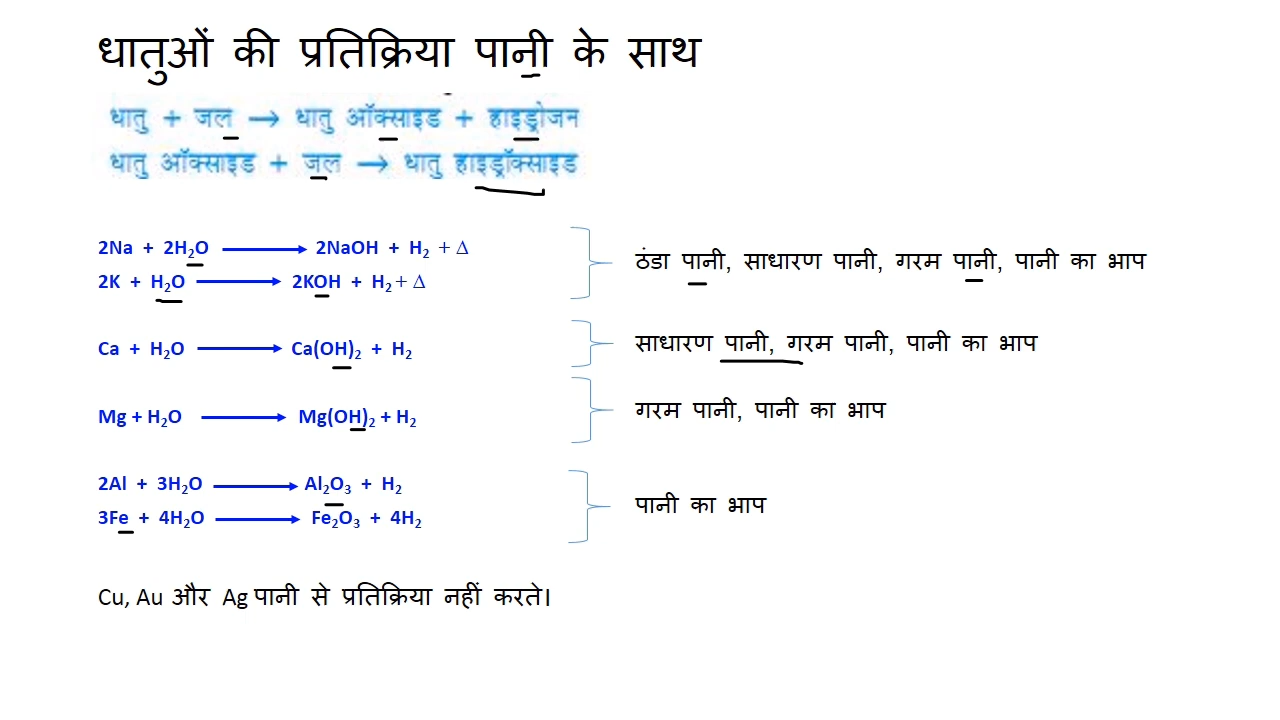 धातुओं की प्रतिक्रिया पानी के साथ
धातु + जल → धातु ऑक्साइड + हाइड्रोजन
धातु ऑक्साइड + जल → धातु हाइड्रॉक्साइड
2Na + 2H₂O → 2NaOH + H₂ + Δ
2K + H₂O → 2KOH + H₂ + Δ
ठंडा पानी, साधारण पानी, गरम पानी, पानी का भाप
Ca + H₂O → Ca(OH)₂ + H₂
साधारण पानी, गरम पानी, पानी का भाप
Mg + H₂O → Mg(OH)₂ + H₂
गरम पानी, पानी का भाप
2Al + 3H₂O → Al₂O₃ + H₂
3Fe + 4H₂O → Fe₂O₃ + 4H₂
पानी का भाप
Cu, Au और Ag पानी से प्रतिक्रिया नहीं करते।